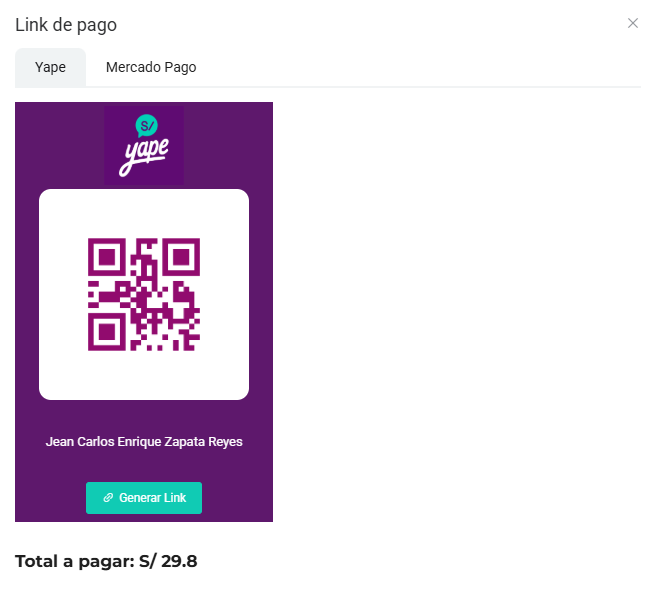 Link de pago
Yape
Mercado Pago
S/
yape
Jean Carlos Enrique Zapata Reyes
Generar Link
Total a pagar: S/ 29.8